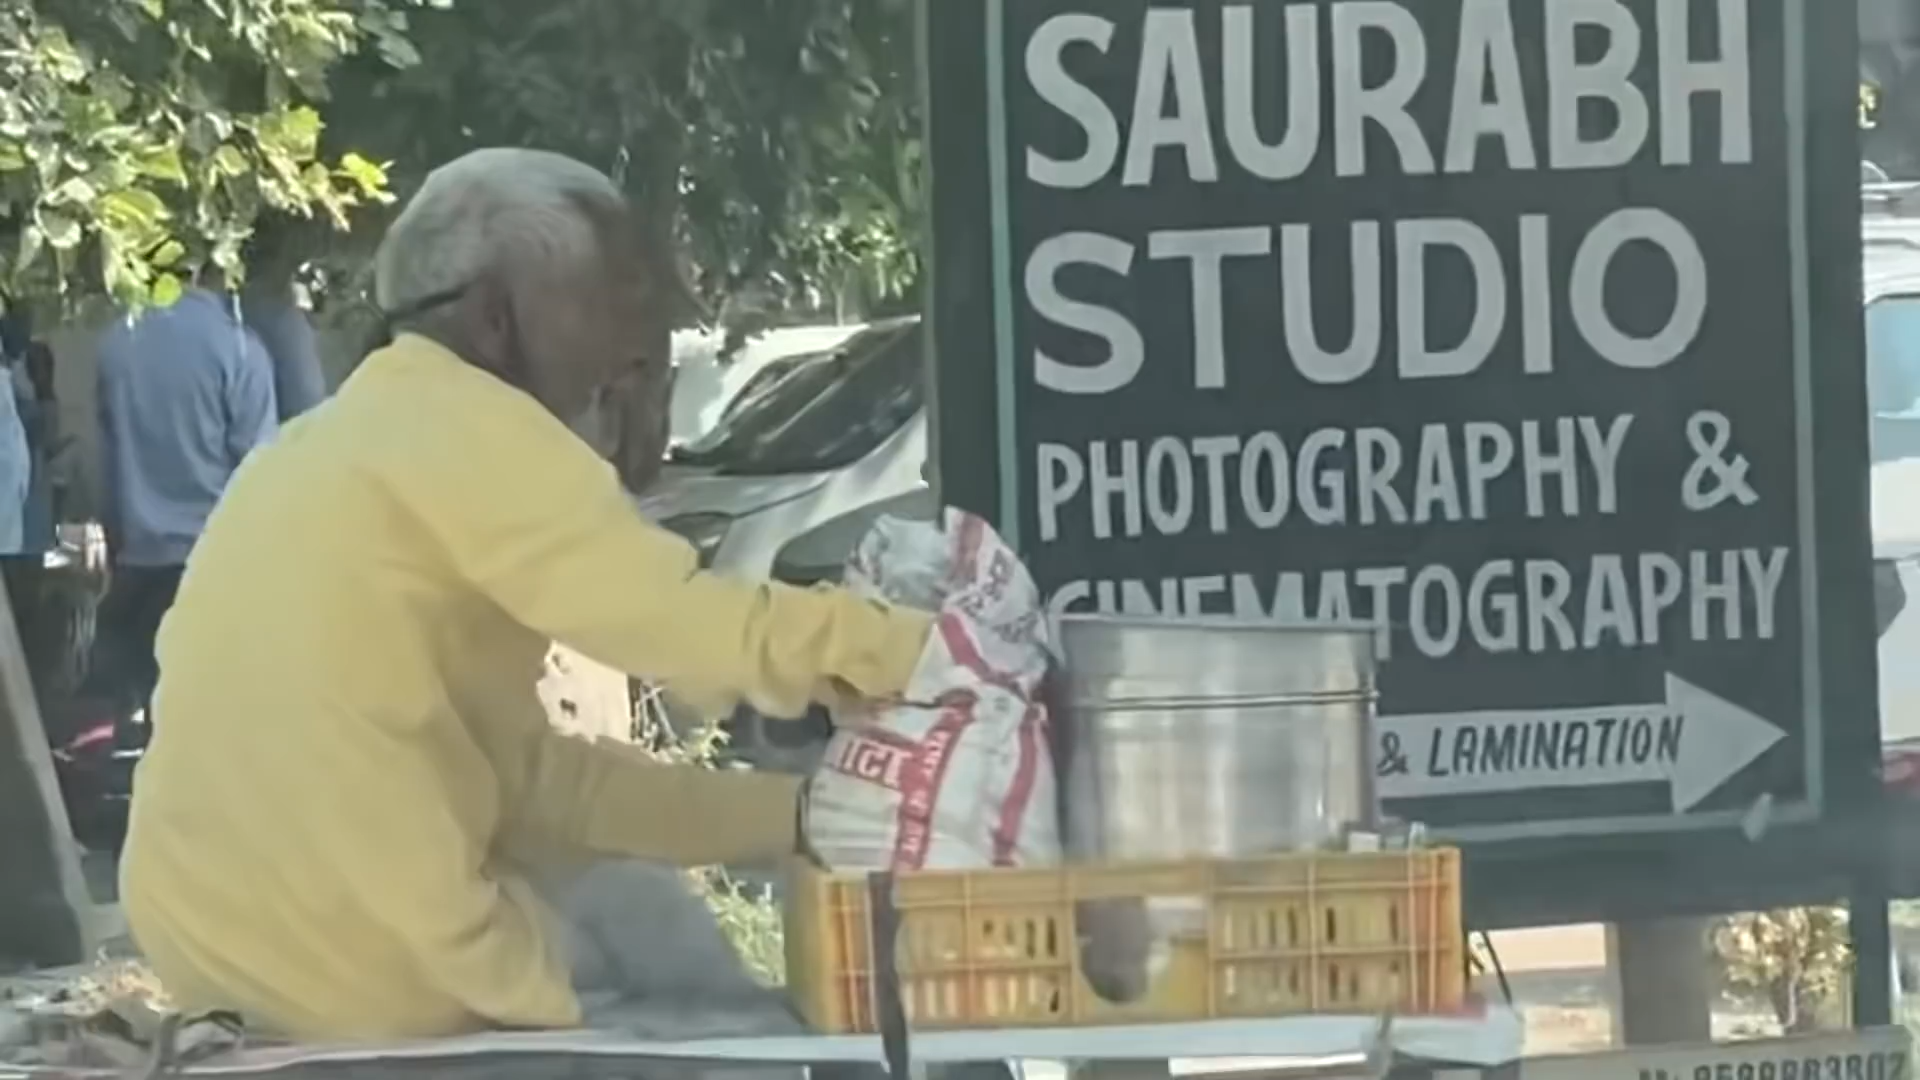 SAURABH
STUDIO
PHOTOGRAPHY &
CINEMATOGRAPHY
& LAMINATION